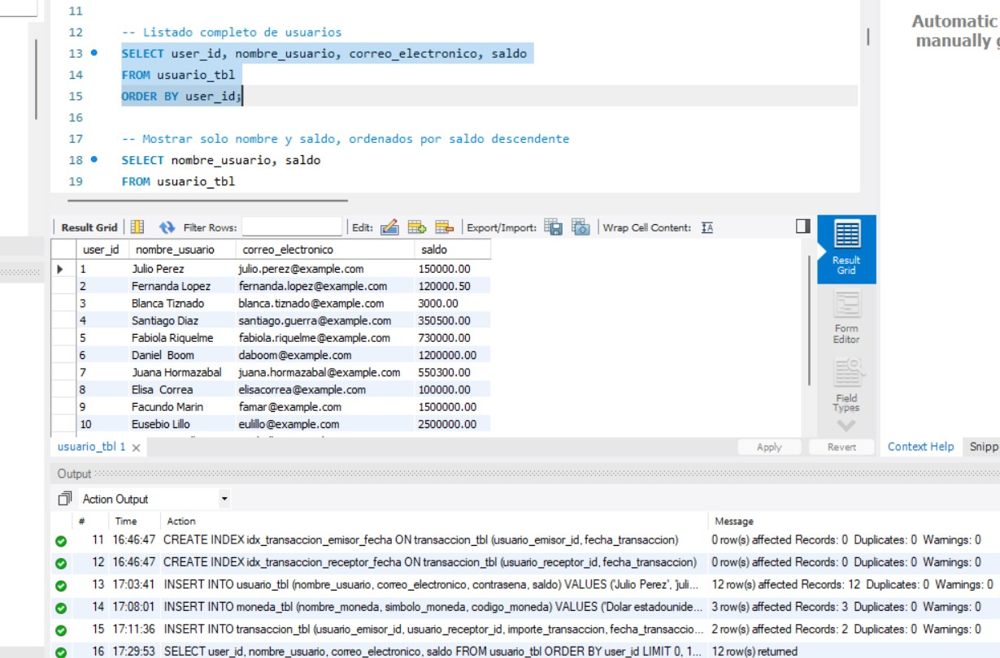 Automatic
manually
11
12 -- Listado completo de usuarios
13 SELECT user_id, nombre_usuario, correo_electronico, saldo
14 FROM usuario_tbl
15 ORDER BY user_id;
16
17 -- Mostrar solo nombre y saldo, ordenados por saldo descendente
18 SELECT nombre_usuario, saldo
19 FROM usuario_tbl
Result Grid Filter Rows: Edit: Export/Import: Wrap Cell Content: IA
user_id nombre_usuario correo_electronico saldo
1 Julio Perez julio.perez@example.com 150000.00
2 Fernanda Lopez fernanda.lopez@example.com 120000.50
3 Blanca Tiznado blanca.tiznado@example.com 3000.00
4 Santiago Diaz santiago.guerra@example.com 350500.00
5 Fabiola Riquelme fabiola.riquelme@example.com 730000.00
6 Daniel Boom daboom@example.com 1200000.00
7 Juana Hormazabal juana.hormazabal@example.com 550300.00
8 Elisa Correa elisacorrea@example.com 100000.00
9 Facundo Marin famar@example.com 1500000.00
10 Eusebio Lillo eulillo@example.com 2500000.00
Result
Grid
Form
Editor
Field
Types
usuario_tbl 1 Apply Revert Context Help Snipp
Output
Action Output
# Time Action Message
11 16:46:47 CREATE INDEX idx_transaccion_emisor_fecha ON transaccion_tbl (usuario_emisor_id, fecha_transaccion) 0 row(s) affected Records: 0 Duplicates: 0 Warnings: 0
12 16:46:47 CREATE INDEX idx_transaccion_receptor_fecha ON transaccion_tbl (usuario_receptor_id, fecha_transaccion) 0 row(s) affected Records: 0 Duplicates: 0 Warnings: 0
13 17:03:41 INSERT INTO usuario_tbl (nombre_usuario, correo_electronico, contrasena, saldo) VALUES ('Julio Perez', 'juli... 12 row(s) affected Records: 12 Duplicates: 0 Warnings: 0
14 17:08:01 INSERT INTO moneda_tbl (nombre_moneda, simbolo_moneda, codigo_moneda) VALUES ('Dolar estadounide... 3 row(s) affected Records: 3 Duplicates: 0 Warnings: 0
15 17:11:36 INSERT INTO transaccion_tbl (usuario_emisor_id, usuario_receptor_id, importe_transaccion, fecha_transaccio... 2 row(s) affected Records: 2 Duplicates: 0 Warnings: 0
16 17:29:53 SELECT user_id, nombre_usuario, correo_electronico, saldo FROM usuario_tbl ORDER BY user_id LIMIT 0, 1... 12 row(s) returned